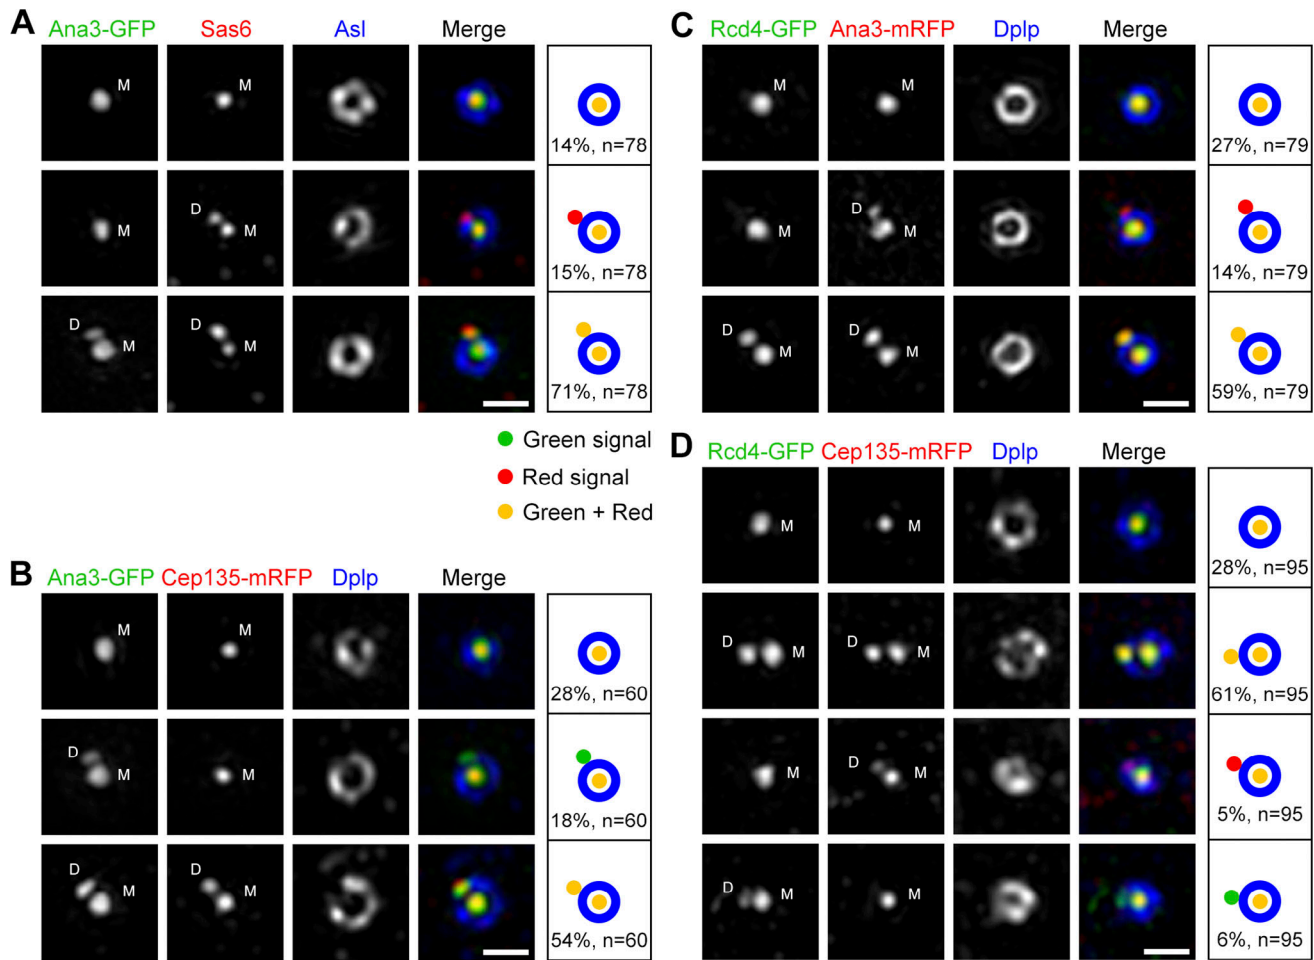 A
Ana3-GFP Sas6 Asl Merge
M M
14%, n=78
M D M
15%, n=78
D M M
71%, n=78
Green signal
Red signal
Green + Red
B
Ana3-GFP Cep135-mRFP Dplp Merge
M M
28%, n=60
D M M
18%, n=60
D M D M
54%, n=60
C
Rcd4-GFP Ana3-mRFP Dplp Merge
M M
27%, n=79
M D M
14%, n=79
D M D M
59%, n=79
D
Rcd4-GFP Cep135-mRFP Dplp Merge
M M
28%, n=95
D M D M
61%, n=95
M D M
5%, n=95
D M M
6%, n=95